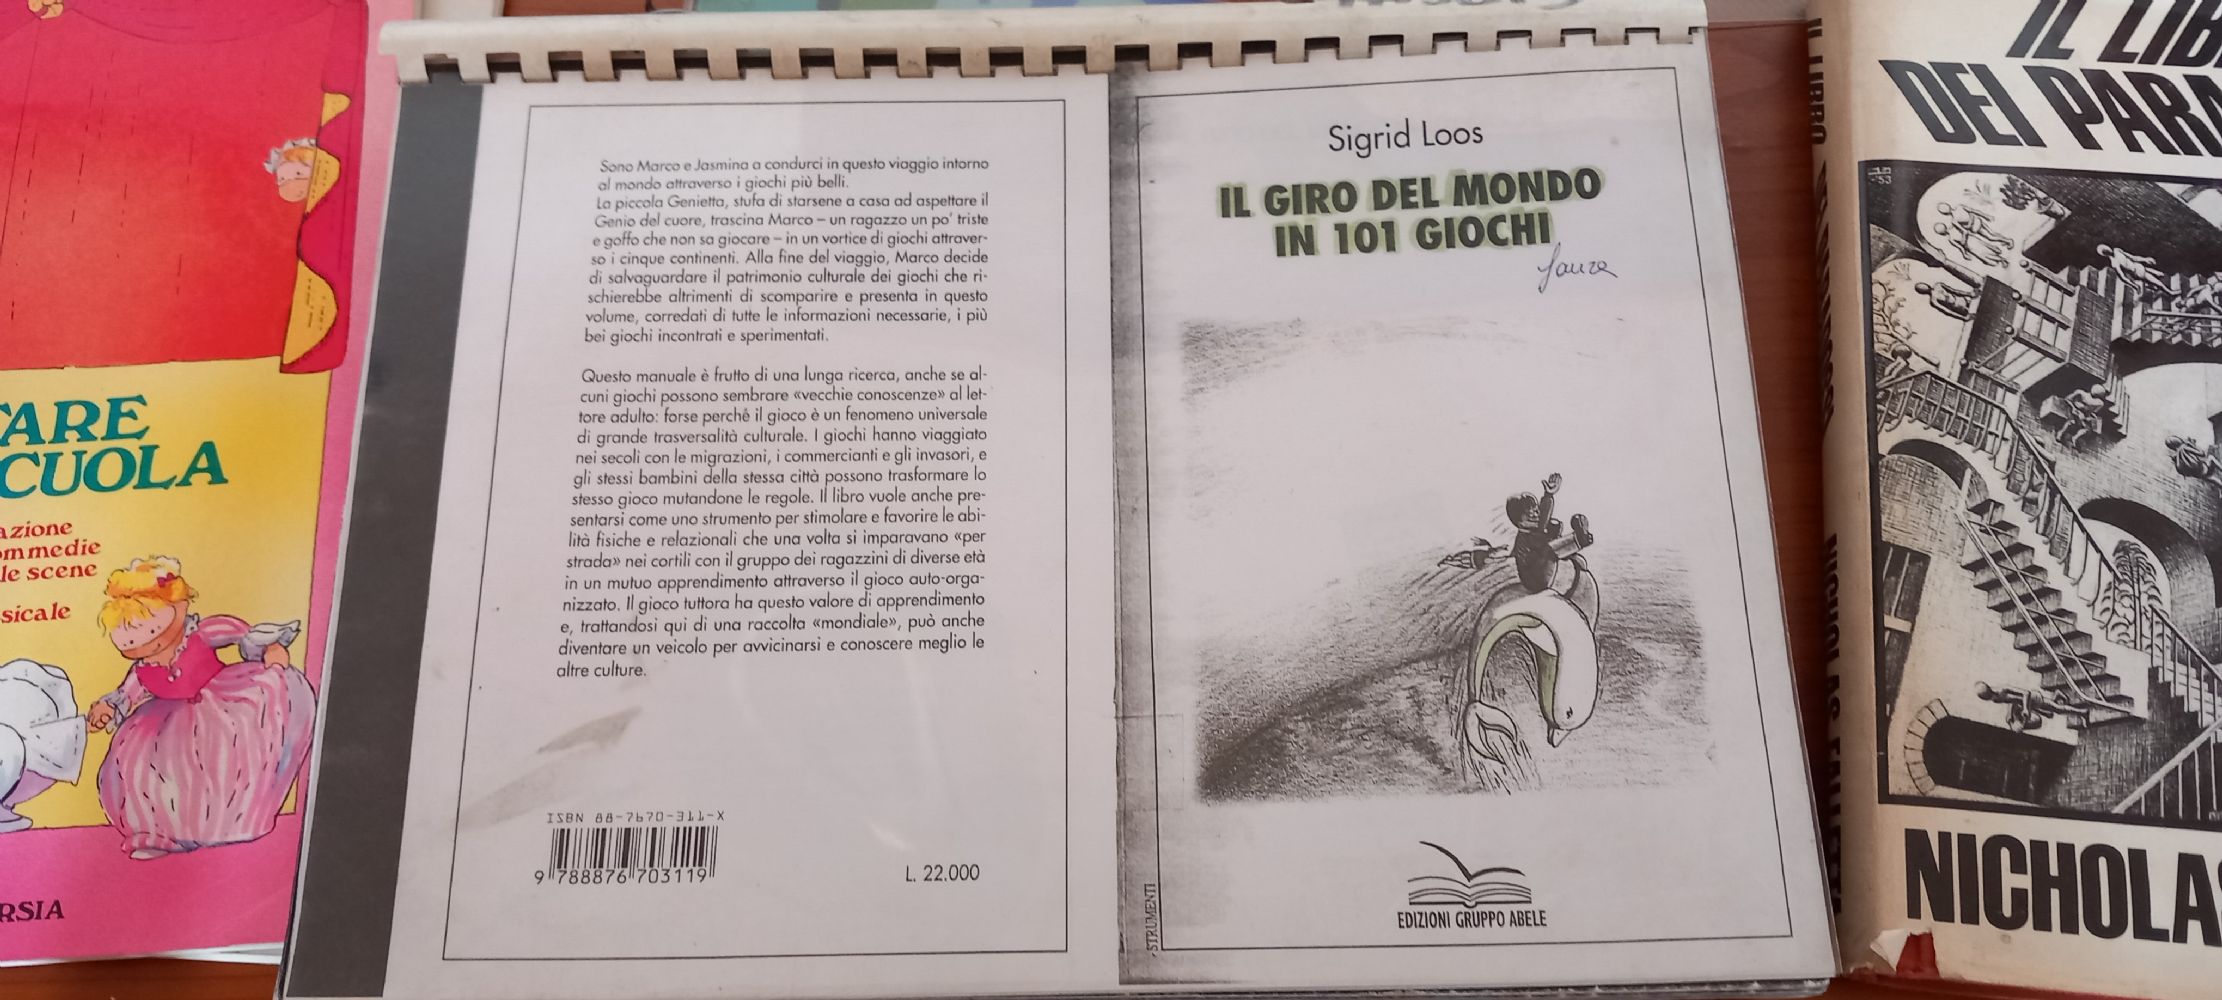 TARE
SCUOLA
azione
ommedie
le scene
sicale
RSIA
Sono Marco e Jasmina a condurci in questo viaggio intorno
al mondo attraverso i giochi più belli.
La piccola Genietta, stufa di starsene a casa ad aspettare il
Genio del cuore, trascina Marco – un ragazzo un po' triste
e goffo che non sa giocare – in un vortice di giochi attraver-
so i cinque continenti. Alla fine del viaggio, Marco decide
di salvaguardare il patrimonio culturale dei giochi che ri-
schierebbe altrimenti di scomparire e presenta in questo
volume, corredati di tutte le informazioni necessarie, i più
bei giochi incontrati e sperimentati.
Questo manuale è frutto di una lunga ricerca, anche se al-
cuni giochi possono sembrare «vecchie conoscenze» al let-
tore adulto: forse perché il gioco è un fenomeno universale
di grande trasversalità culturale. I giochi hanno viaggiato
nei secoli con le migrazioni, i commercianti e gli invasori, e
gli stessi bambini della stessa città possono trasformare lo
stesso gioco mutandone le regole. Il libro vuole anche pre-
sentarsi come uno strumento per stimolare e favorire le abi-
lità fisiche e relazionali che una volta si imparavano «per
strada» nei cortili con il gruppo dei ragazzini di diverse età
in un mutuo apprendimento attraverso il gioco auto-orga-
nizzato. Il gioco tuttora ha questo valore di apprendimento
e, trattandosi qui di una raccolta «mondiale», può anche
diventare un veicolo per avvicinarsi e conoscere meglio le
altre culture.
ISBN 88-7670-311-X
9 788876 703119
L. 22.000
Sigrid Loos
IL GIRO DEL MONDO
IN 101 GIOCHI
Laura
STRUMENTI
EDIZIONI GRUPPO ABELE
IL LIBRO
NICHOLAS
IL LIB
DEI PARA
NICHOLAS